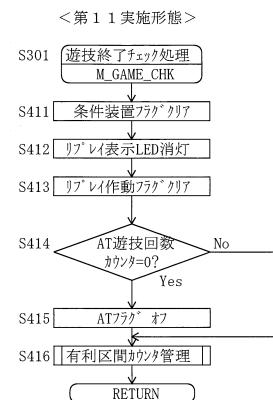 ＜第１１実施形態＞
S301
遊技終了ﾁｪｯｸ処理
M_GAME_CHK
S411
条件装置ﾌﾗｸﾞｸﾘｱ
S412
ﾘﾌﾟﾚｲ表示LED消灯
S413
ﾘﾌﾟﾚｲ作動ﾌﾗｸﾞｸﾘｱ
S414
AT遊技回数
ｶｳﾝﾀ=0?
No
Yes
S415
ATﾌﾗｸﾞ ｵﾌ
S416
有利区間ｶｳﾝﾀ管理
RETURN